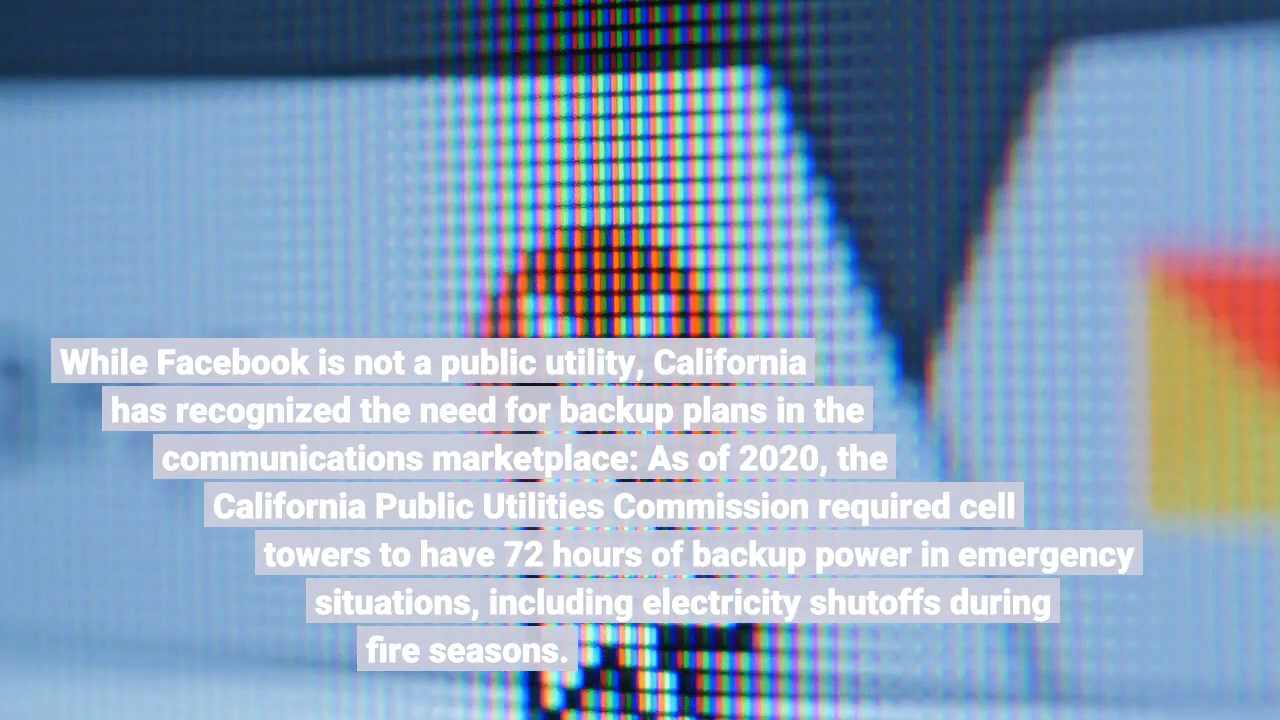 While Facebook is not a public utility, California
has recognized the need for backup plans in the
communications marketplace: As of 2020, the
California Public Utilities Commission required cell
towers to have 72 hours of backup power in emergency
situations, including electricity shutoffs during
fire seasons.